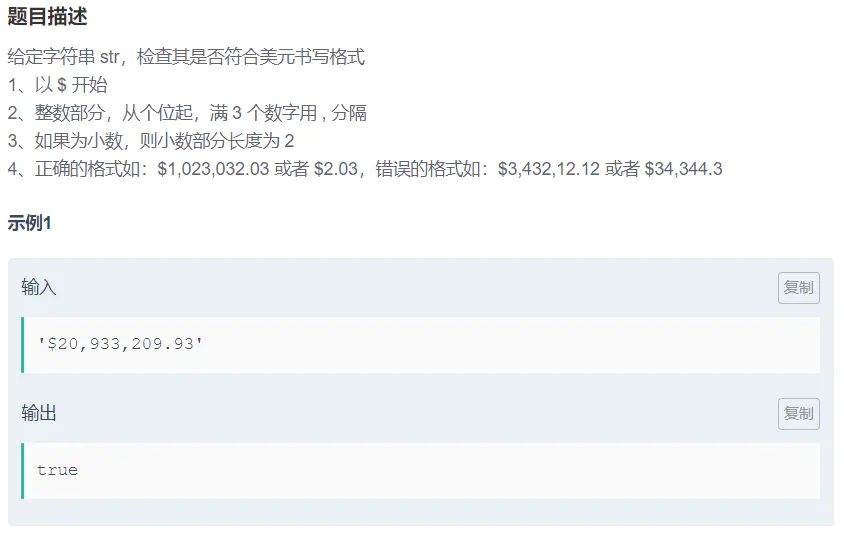 题目描述
给定字符串 str，检查其是否符合美元书写格式
1、以 $ 开始
2、整数部分，从个位起，满 3 个数字用 , 分隔
3、如果为小数，则小数部分长度为 2
4、正确的格式如：$1,023,032.03 或者 $2.03，错误的格式如：$3,432,12.12 或者 $34,344.3
示例1
输入
复制
'$20,933,209.93'
输出
复制
true